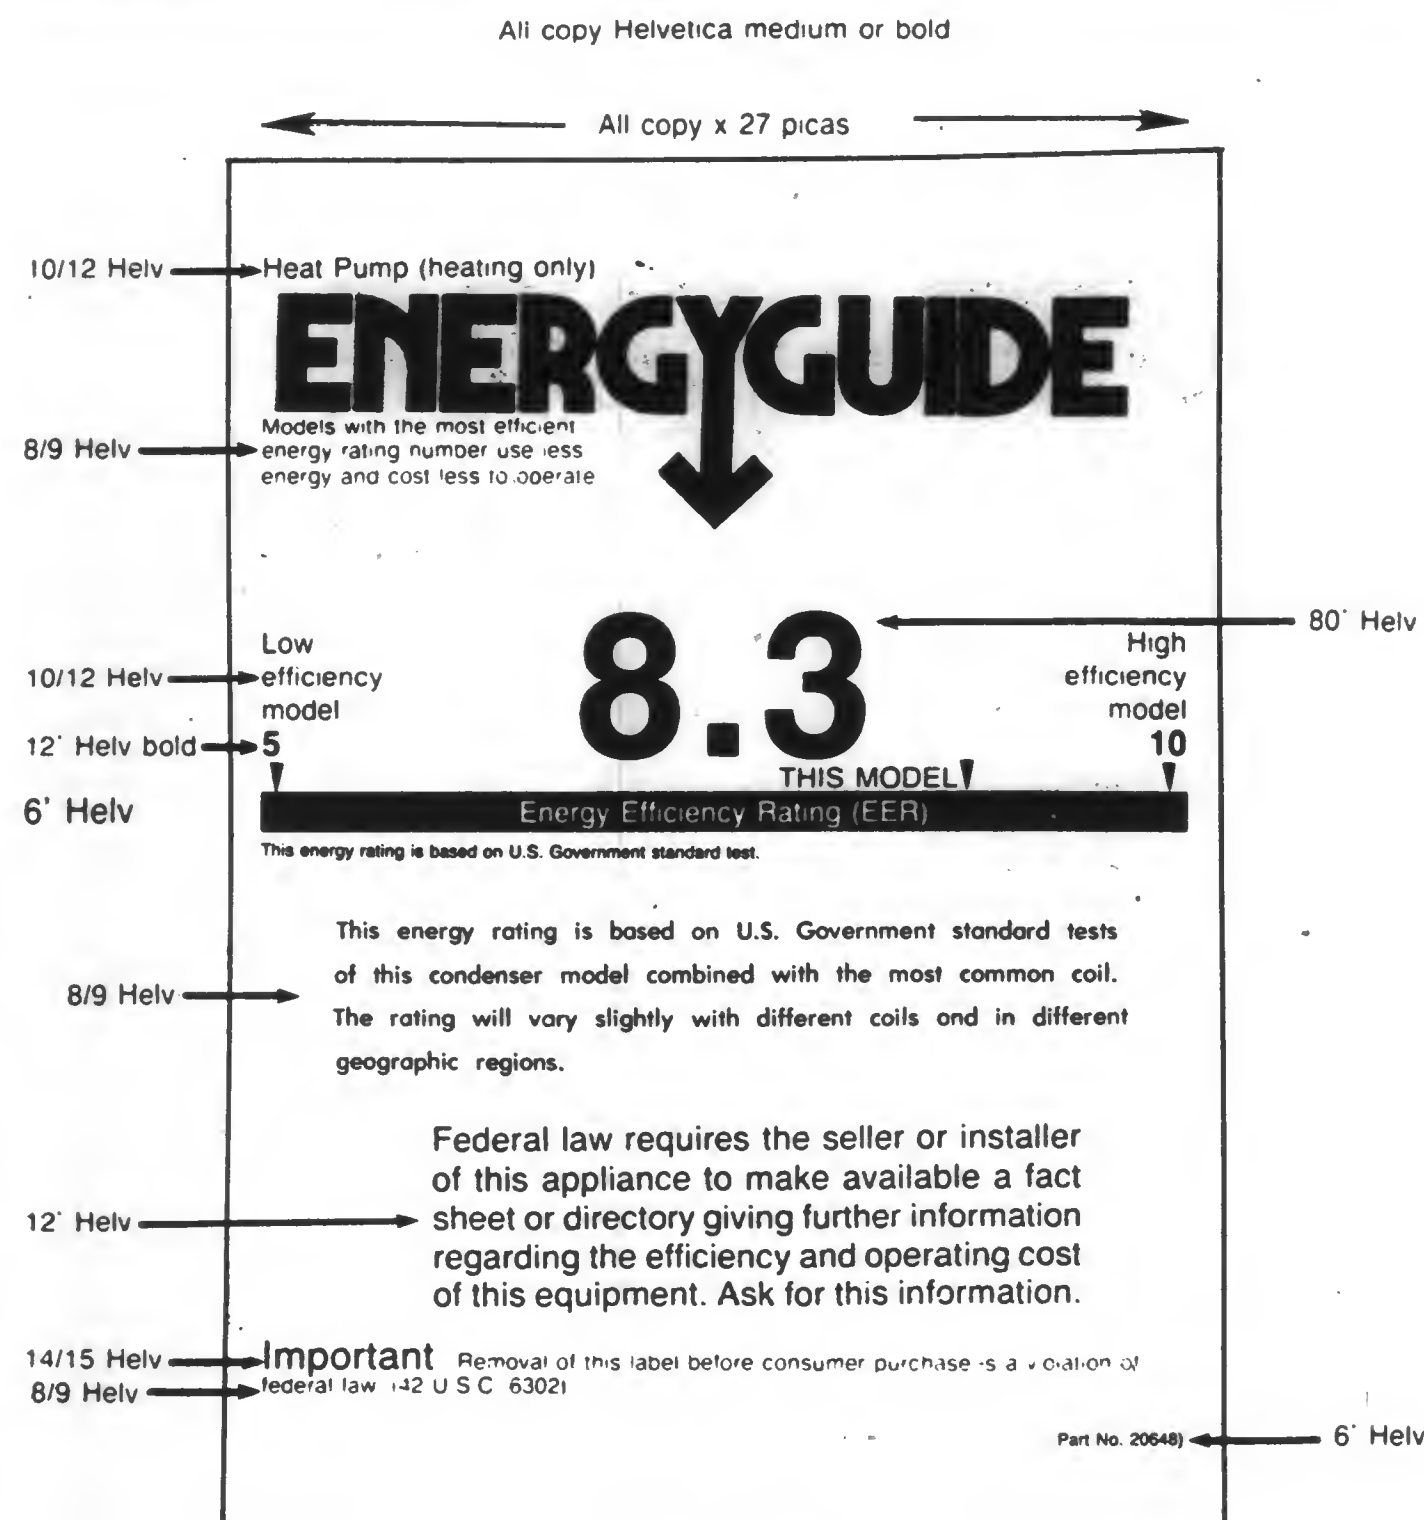 All copy Helvetica medium or bold
All copy x 27 picas
10/12 Helv
Heat Pump (heating only)
ENERGYGUIDE
8/9 Helv
Models with the most efficient
energy rating number use less
energy and cost less to operate
80' Helv
Low
efficiency
model
5
10/12 Helv
12' Helv bold
8.3
High
efficiency
model
10
THIS MODEL
6' Helv
Energy Efficiency Rating (EER)
This energy rating is based on U.S. Government standard test.
8/9 Helv
This energy rating is based on U.S. Government standard tests
of this condenser model combined with the most common coil.
The rating will vary slightly with different coils and in different
geographic regions.
12' Helv
Federal law requires the seller or installer
of this appliance to make available a fact
sheet or directory giving further information
regarding the efficiency and operating cost
of this equipment. Ask for this information.
14/15 Helv
Important Removal of this label before consumer purchase is a violation of
8/9 Helv
federal law (42 U S C 6302)
Part No. 20648)
6' Helv